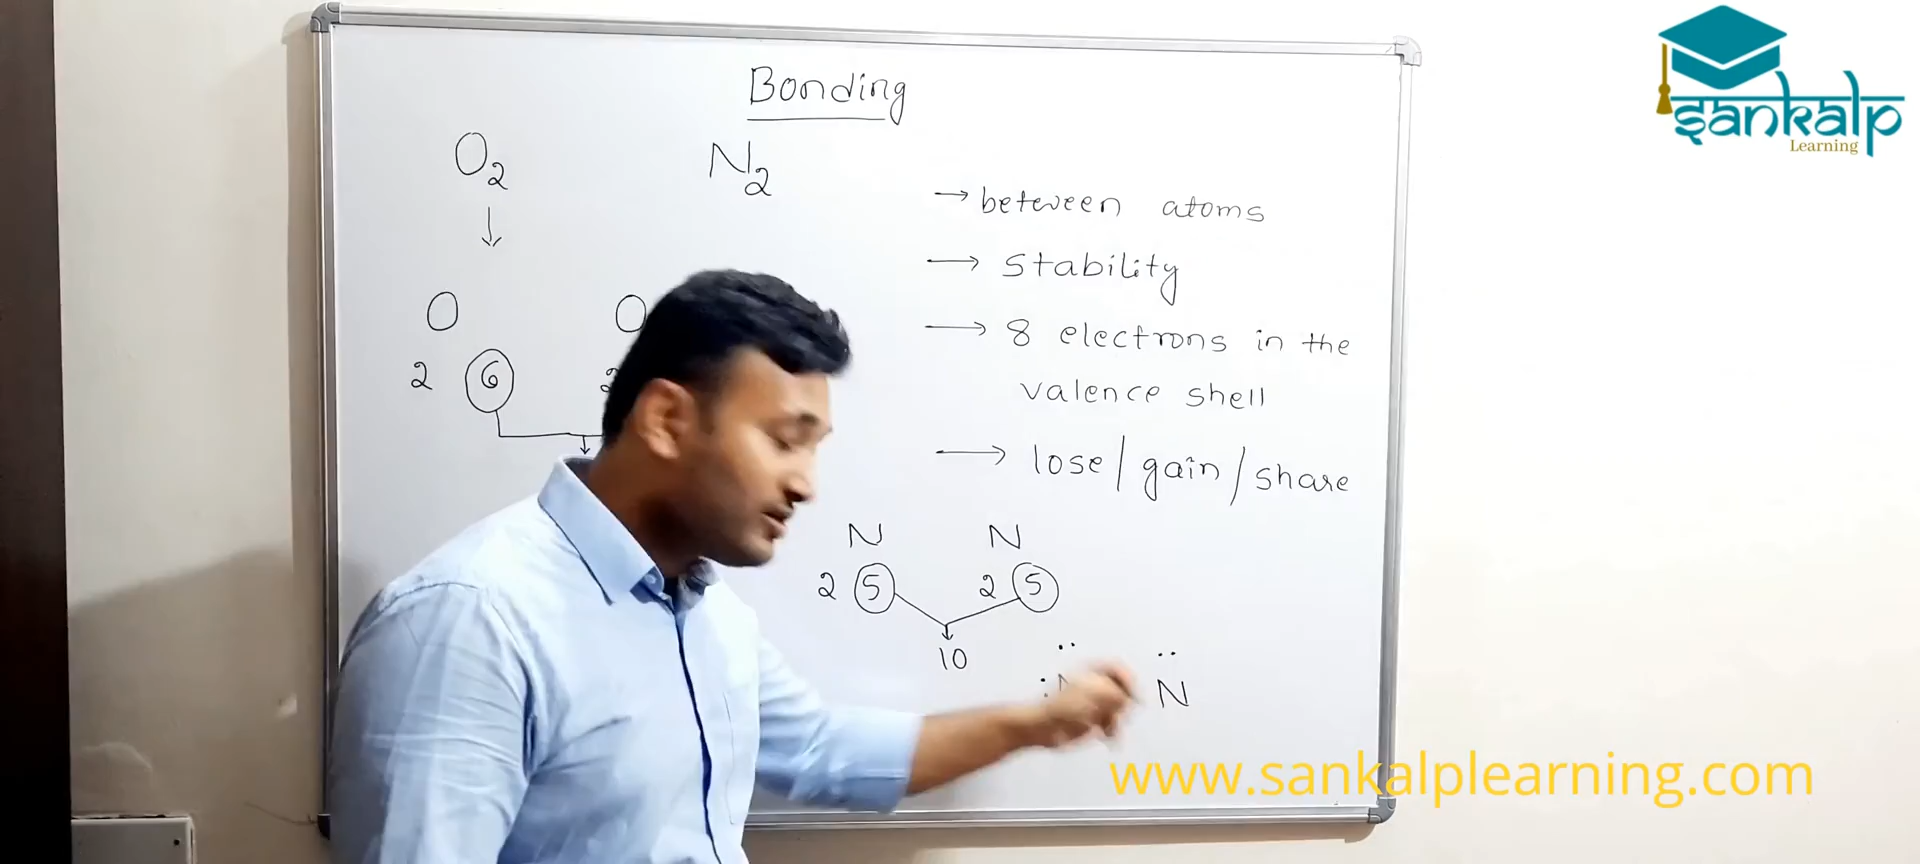 Bonding
O2 N2
→ between atoms
→ stability
→ 8 electrons in the
valence shell
→ lose/gain/share
O O
2 6 2
N N
2 5 2 5
10
N N
sankalp
Learning
www.sankalplearning.com